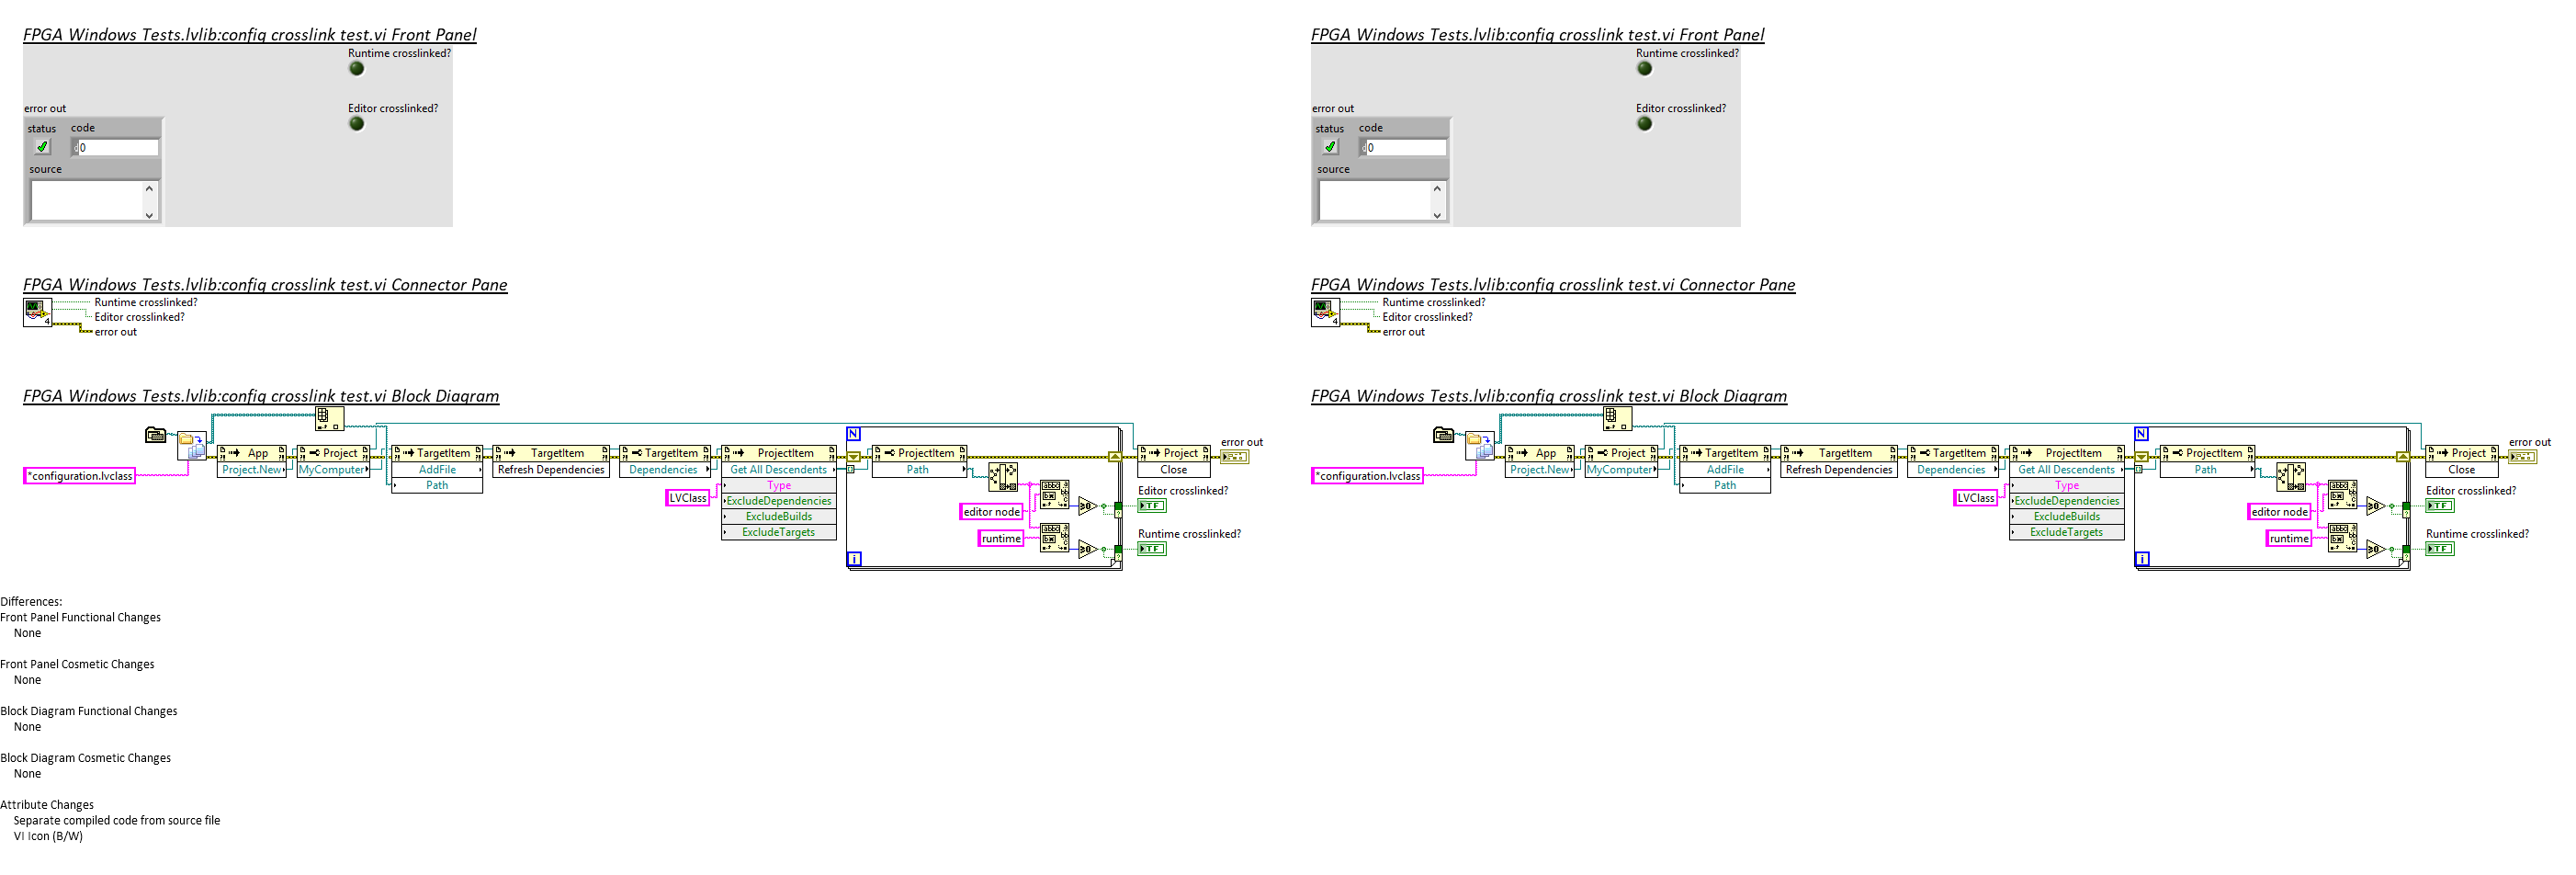 FPGA Windows Tests.lvlib:config crosslink test.vi Front Panel
Runtime crosslinked?
Editor crosslinked?
error out
status
code
0
source
FPGA Windows Tests.lvlib:config crosslink test.vi Connector Pane
4
Runtime crosslinked?
Editor crosslinked?
error out
FPGA Windows Tests.lvlib:config crosslink test.vi Block Diagram
*configuration.lvclass
App
Project.New
Project
MyComputer
TargetItem
AddFile
Path
TargetItem
Refresh Dependencies
TargetItem
Dependencies
ProjectItem
Get All Descendents
Type
ExcludeDependencies
ExcludeBuilds
ExcludeTargets
LVClass
N
i
ProjectItem
Path
editor node
runtime
≥0
≥0
Project
Close
error out
Editor crosslinked?
TF
Runtime crosslinked?
TF
FPGA Windows Tests.lvlib:config crosslink test.vi Front Panel
Runtime crosslinked?
Editor crosslinked?
error out
status
code
0
source
FPGA Windows Tests.lvlib:config crosslink test.vi Connector Pane
4
Runtime crosslinked?
Editor crosslinked?
error out
FPGA Windows Tests.lvlib:config crosslink test.vi Block Diagram
*configuration.lvclass
App
Project.New
Project
MyComputer
TargetItem
AddFile
Path
TargetItem
Refresh Dependencies
TargetItem
Dependencies
ProjectItem
Get All Descendents
Type
ExcludeDependencies
ExcludeBuilds
ExcludeTargets
LVClass
N
i
ProjectItem
Path
editor node
runtime
≥0
≥0
Project
Close
error out
Editor crosslinked?
TF
Runtime crosslinked?
TF
Differences:
Front Panel Functional Changes
None
Front Panel Cosmetic Changes
None
Block Diagram Functional Changes
None
Block Diagram Cosmetic Changes
None
Attribute Changes
Separate compiled code from source file
VI Icon (B/W)